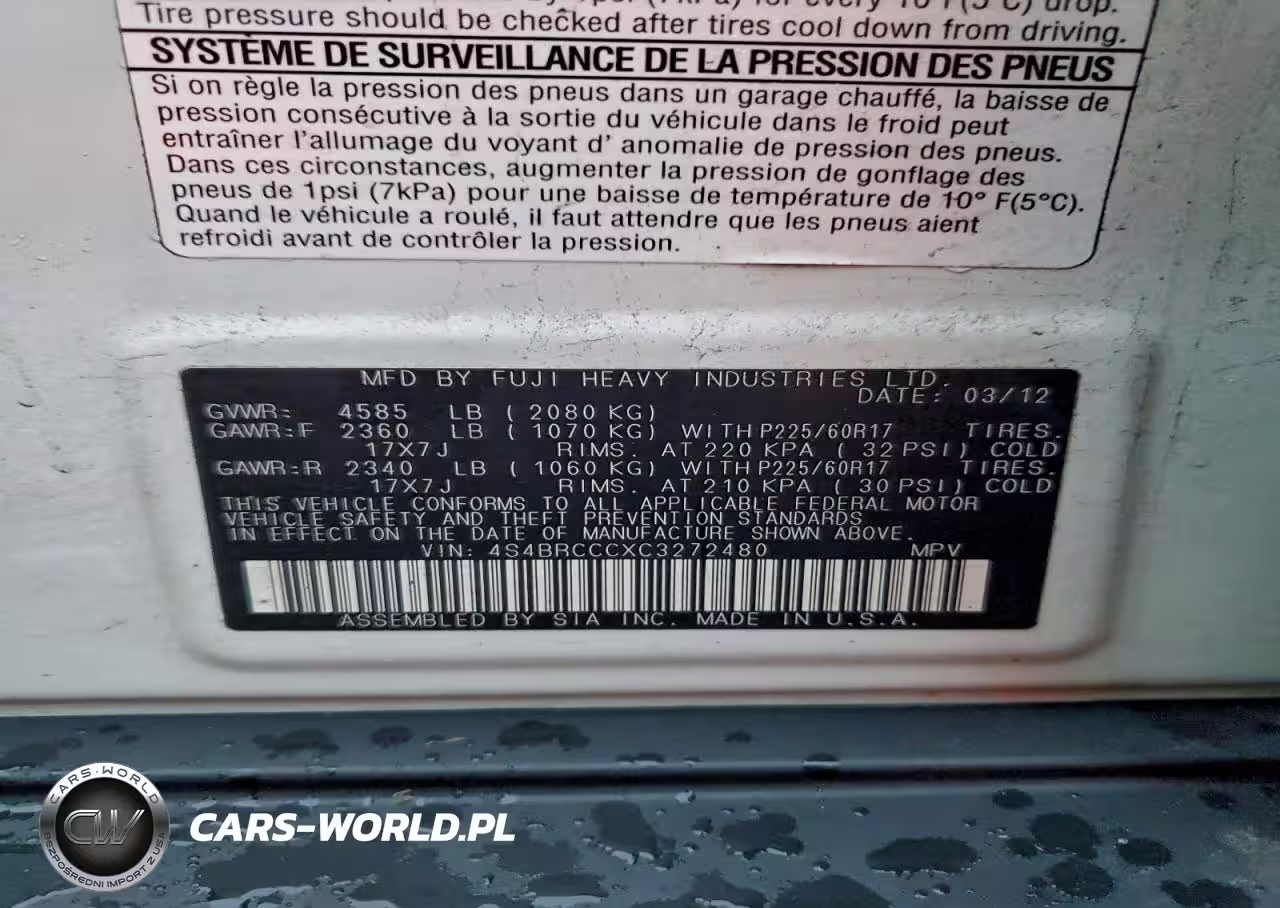 10°F(5°C) drop.
Tire pressure should be checked after tires cool down from driving.
SYSTÈME DE SURVEILLANCE DE LA PRESSION DES PNEUS
Si on règle la pression des pneus dans un garage chauffé, la baisse de
pression consécutive à la sortie du véhicule dans le froid peut
entraîner l'allumage du voyant d' anomalie de pression des pneus.
Dans ces circonstances, augmenter la pression de gonflage des
pneus de 1psi (7kPa) pour une baisse de température de 10° F(5°C).
Quand le véhicule a roulé, il faut attendre que les pneus aient
refroidi avant de contrôler la pression.
MFD BY FUJI HEAVY INDUSTRIES LTD.
DATE: 03/12
GVWR: 4585 LB ( 2080 KG)
GAWR:F 2360 LB ( 1070 KG) WITH P225/60R17 TIRES.
17X7J RIMS. AT 220 KPA ( 32 PSI) COLD
GAWR:R 2340 LB ( 1060 KG) WITH P225/60R17 TIRES.
17X7J RIMS. AT 210 KPA ( 30 PSI) COLD
THIS VEHICLE CONFORMS TO ALL APPLICABLE FEDERAL MOTOR
VEHICLE SAFETY AND THEFT PREVENTION STANDARDS
IN EFFECT ON THE DATE OF MANUFACTURE SHOWN ABOVE.
VIN: 4S4BRCCCXC3272480 MPV
ASSEMBLED BY SIA INC. MADE IN U.S.A.
CARS-WORLD
CW
BEZPOŚREDNI IMPORT Z USA
CARS-WORLD.PL